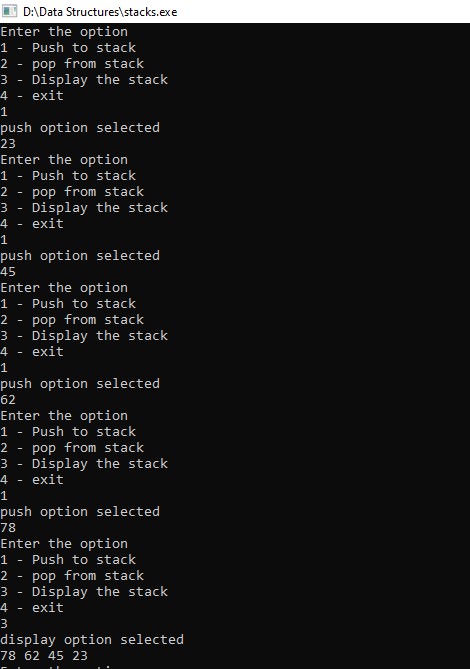 D:\Data Structures\stacks.exe
Enter the option
1 - Push to stack
2 - pop from stack
3 - Display the stack
4 - exit
1
push option selected
23
Enter the option
1 - Push to stack
2 - pop from stack
3 - Display the stack
4 - exit
1
push option selected
45
Enter the option
1 - Push to stack
2 - pop from stack
3 - Display the stack
4 - exit
1
push option selected
62
Enter the option
1 - Push to stack
2 - pop from stack
3 - Display the stack
4 - exit
1
push option selected
78
Enter the option
1 - Push to stack
2 - pop from stack
3 - Display the stack
4 - exit
3
display option selected
78 62 45 23